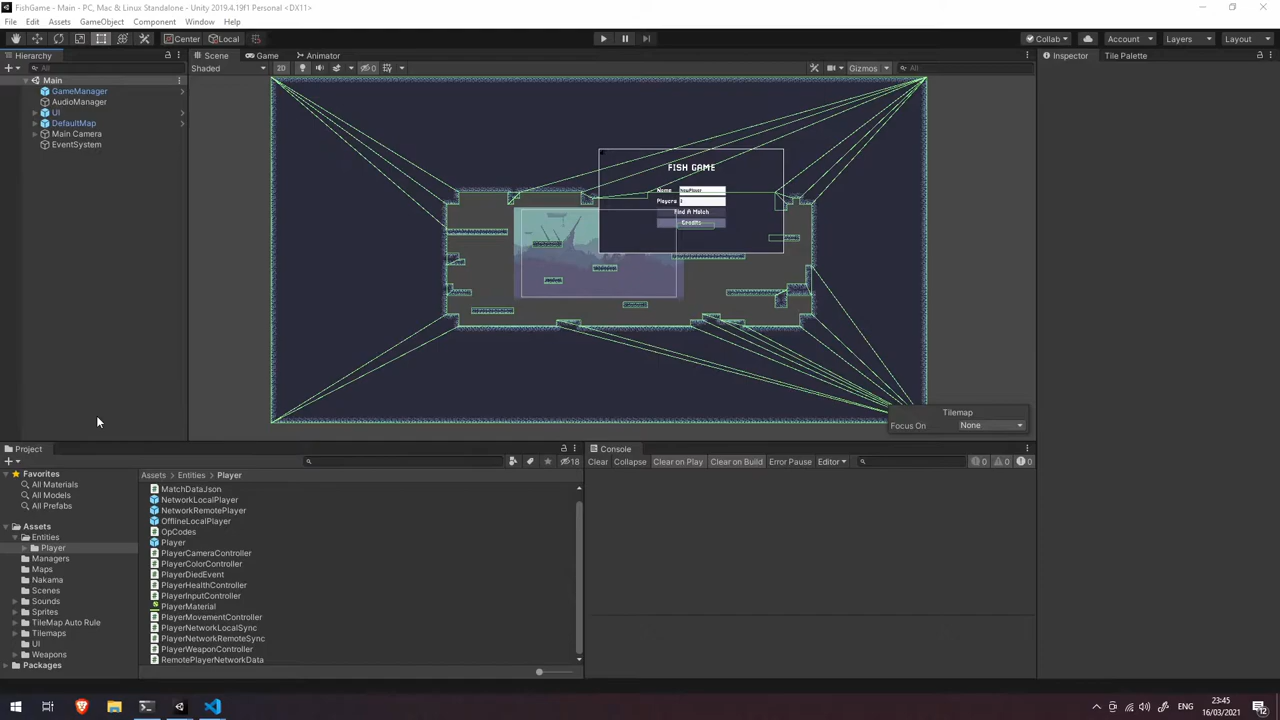 FishGame - Main - PC, Mac & Linux Standalone - Unity 2019.4.19f1 Personal <DX11>
File Edit Assets GameObject Component Window Help
Center Local Collab Account Layers Layout
Hierarchy Scene Game Animator Inspector Tile Palette
All Shaded 2D 0 Gizmos All
Main
GameManager
AudioManager
UI
DefaultMap
Main Camera
EventSystem
FISH GAME
Name NewPlayer
Players
Find A Match
Credits
Tilemap
Focus On None
Project Console
18 Clear Collapse Clear on Play Clear on Build Error Pause Editor 0 0 0
Favorites
All Materials
All Models
All Prefabs
Assets
Entities
Player
Managers
Maps
Nakama
Scenes
Sounds
Sprites
TileMap Auto Rule
Tilemaps
UI
Weapons
Packages
Assets Entities Player
MatchDataJson
NetworkLocalPlayer
NetworkRemotePlayer
OfflineLocalPlayer
OpCodes
Player
PlayerCameraController
PlayerColorController
PlayerDiedEvent
PlayerHealthController
PlayerInputController
PlayerMaterial
PlayerMovementController
PlayerNetworkLocalSync
PlayerNetworkRemoteSync
PlayerWeaponController
RemotePlayerNetworkData
23:45
16/03/2021
12